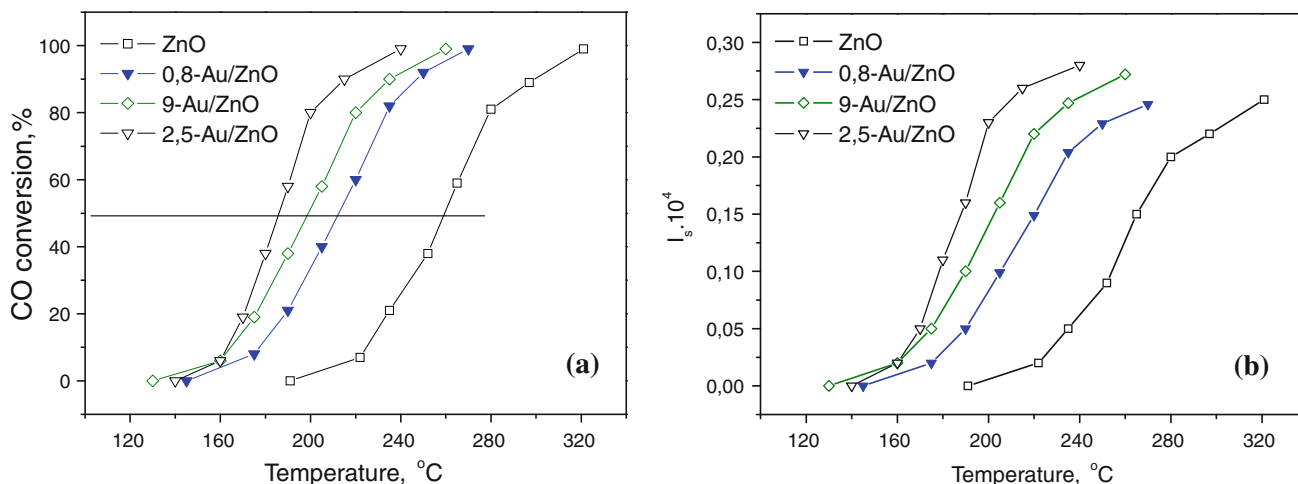 ZnO
0,8-Au/ZnO
9-Au/ZnO
2,5-Au/ZnO
CO conversion,%
100
80
60
40
20
0
120 160 200 240 280 320
Temperature, °C
(a)
ZnO
0,8-Au/ZnO
9-Au/ZnO
2,5-Au/ZnO
I_s.10^4
0,30
0,25
0,20
0,15
0,10
0,05
0,00
120 160 200 240 280 320
Temperature, °C
(b)